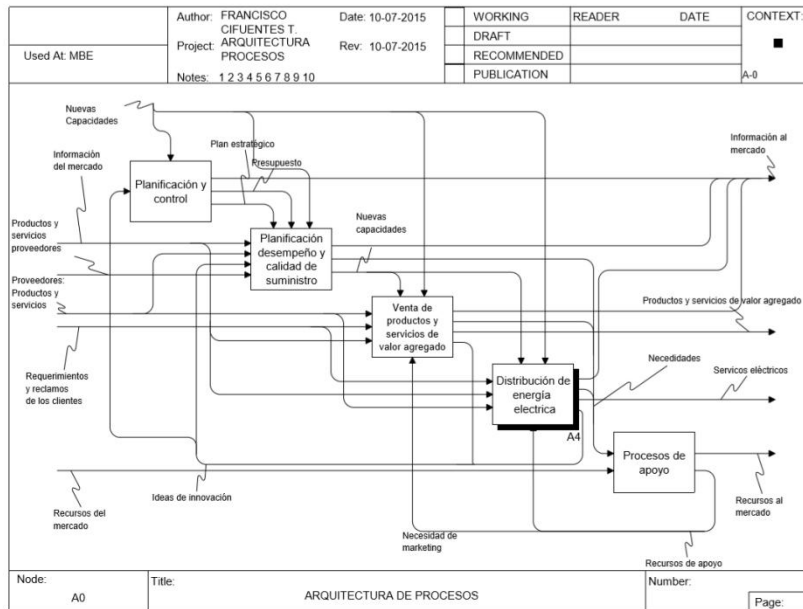 Used At: MBE
Author: FRANCISCO
CIFUENTES T.
Project: ARQUITECTURA
PROCESOS
Notes: 1 2 3 4 5 6 7 8 9 10
Date: 10-07-2015
Rev: 10-07-2015
WORKING
DRAFT
RECOMMENDED
PUBLICATION
READER
DATE
CONTEXT:
A-0
Nuevas
Capacidades
Información
del mercado
Plan estratégico
Presupuesto
Información al
mercado
Planificación y
control
Productos y
servicios
proveedores
Planificación
desempeño y
calidad de
suministro
Nuevas
capacidades
Proveedores:
Productos y
servicios
Venta de
productos y
servicios de
valor agregado
Productos y servicios de valor agregado
Requerimientos
y reclamos
de los clientes
Distribución de
energía
electrica
A4
Necedidades
Servicos elèctricos
Procesos de
apoyo
Recursos del
mercado
Ideas de innovación
Necesidad de
marketing
Recursos al
mercado
Recursos de apoyo
Node:
A0
Title:
ARQUITECTURA DE PROCESOS
Number:
Page: